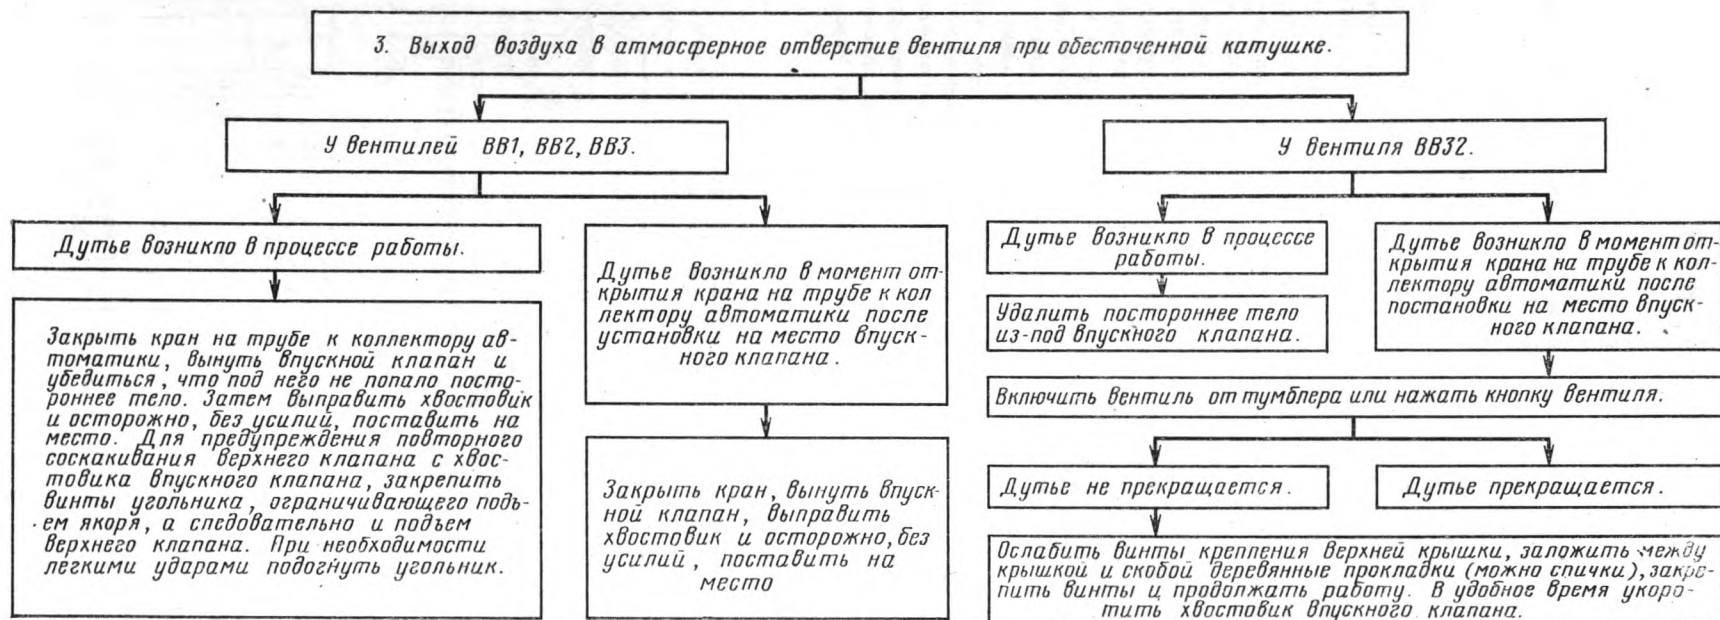 3. Выход воздуха в атмосферное отверстие вентиля при обесточенной катушке.
У вентилей ВВ1, ВВ2, ВВ3.
У вентиля ВВ32.
Дутье возникло в процессе работы.
Закрыть кран на трубе к коллектору ав-
томатики, вынуть впускной клапан и
убедиться, что под него не попало посто-
роннее тело. Затем выправить хвостовик
и осторожно, без усилий, поставить на
место. Для предупреждения повторного
соскакивания верхнего клапана с хвос-
товика впускного клапана, закрепить
винты угольника, ограничивающего подъ-
ем якоря, а следовательно и подъем
верхнего клапана. При необходимости
легкими ударами подогнуть угольник.
Дутье возникло в момент от-
крытия крана на трубе к кол
лектору автоматики после
установки на место впуск-
ного клапана.
Закрыть кран, вынуть впуск-
ной клапан, выправить
хвостовик и осторожно, без
усилий, поставить на
место
Дутье возникло в процессе
работы.
Удалить постороннее тело
из-под впускного клапана.
Дутье возникло в момент от-
крытия крана на трубе к кол-
лектору автоматики после
постановки на место впуск-
ного клапана.
Включить вентиль от тумблера или нажать кнопку вентиля.
Дутье не прекращается.
Дутье прекращается.
Ослабить винты крепления верхней крышки, заложить между
крышкой и скобой деревянные прокладки (можно спички), закре-
пить винты и продолжать работу. В удобное время укоро-
тить хвостовик впускного клапана.